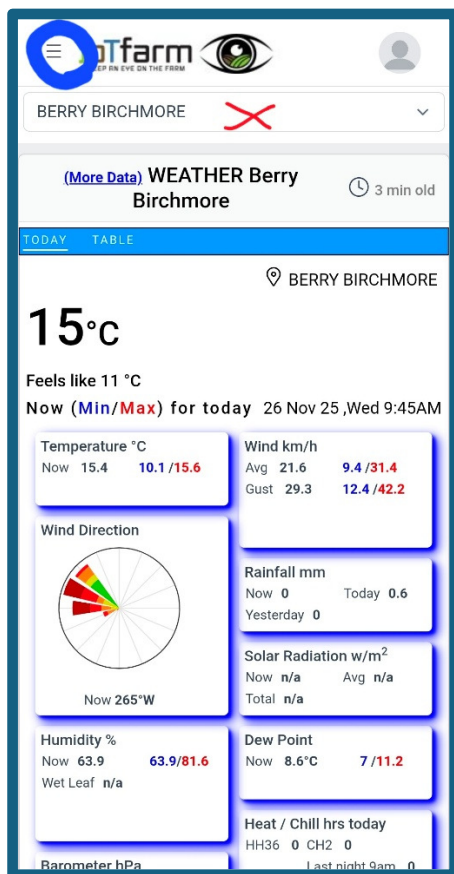 IoTfarm
KEEP AN EYE ON THE FARM
BERRY BIRCHMORE
(More Data) WEATHER Berry
Birchmore
3 min old
TODAY TABLE
BERRY BIRCHMORE
15°C
Feels like 11 °C
Now (Min/Max) for today 26 Nov 25 ,Wed 9:45AM
Temperature °C
Now 15.4 10.1 /15.6
Wind km/h
Avg 21.6 9.4 /31.4
Gust 29.3 12.4 /42.2
Wind Direction
Now 265°W
Rainfall mm
Now 0 Today 0.6
Yesterday 0
Solar Radiation w/m²
Now n/a Avg n/a
Total n/a
Humidity %
Now 63.9 63.9/81.6
Wet Leaf n/a
Dew Point
Now 8.6°C 7 /11.2
Heat / Chill hrs today
HH36 0 CH2 0
Last night 9am 0
Barometer hPa